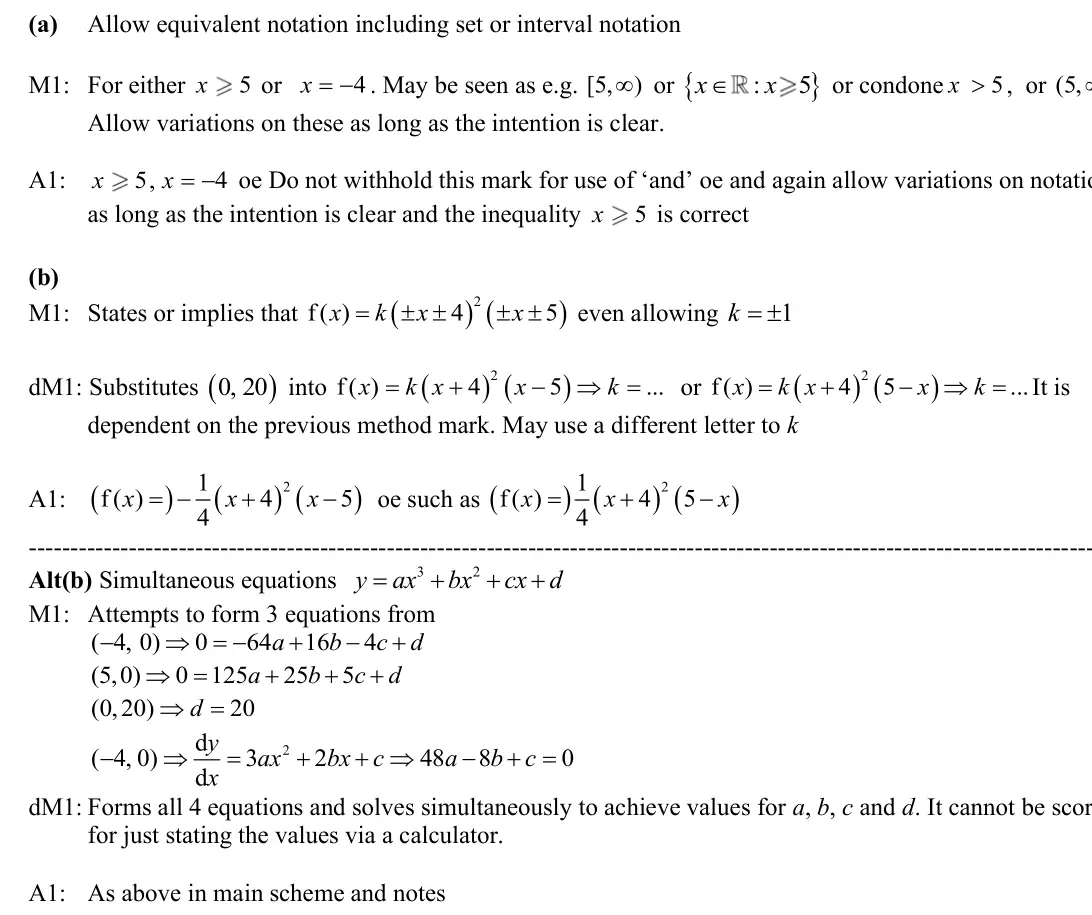 (a) Allow equivalent notation including set or interval notation
M1: For either x ⩾ 5 or x = −4. May be seen as e.g. [5,∞) or {x∈ℝ:x⩾5} or condone x > 5, or (5,
Allow variations on these as long as the intention is clear.
A1: x ⩾ 5, x = −4 oe Do not withhold this mark for use of ‘and’ oe and again allow variations on
as long as the intention is clear and the inequality x ⩾ 5 is correct
(b)
M1: States or implies that f(x) = k(±x±4)²(±x±5) even allowing k = ±1
dM1: Substitutes (0, 20) into f(x) = k(x+4)²(x−5) ⇒ k = ... or f(x) = k(x+4)²(5−x) ⇒ k = ... It is
dependent on the previous method mark. May use a different letter to k
A1: (f(x)=)−1/4(x+4)²(x−5) oe such as (f(x)=)1/4(x+4)²(5−x)
Alt(b) Simultaneous equations y = ax³+bx²+cx+d
M1: Attempts to form 3 equations from
(−4, 0) ⇒ 0 = −64a+16b−4c+d
(5,0) ⇒ 0 = 125a+25b+5c+d
(0,20) ⇒ d = 20
(−4, 0) ⇒ dy/dx = 3ax²+2bx+c ⇒ 48a−8b+c = 0
dM1: Forms all 4 equations and solves simultaneously to achieve values for a, b, c and d. It cannot be
for just stating the values via a calculator.
A1: As above in main scheme and notes